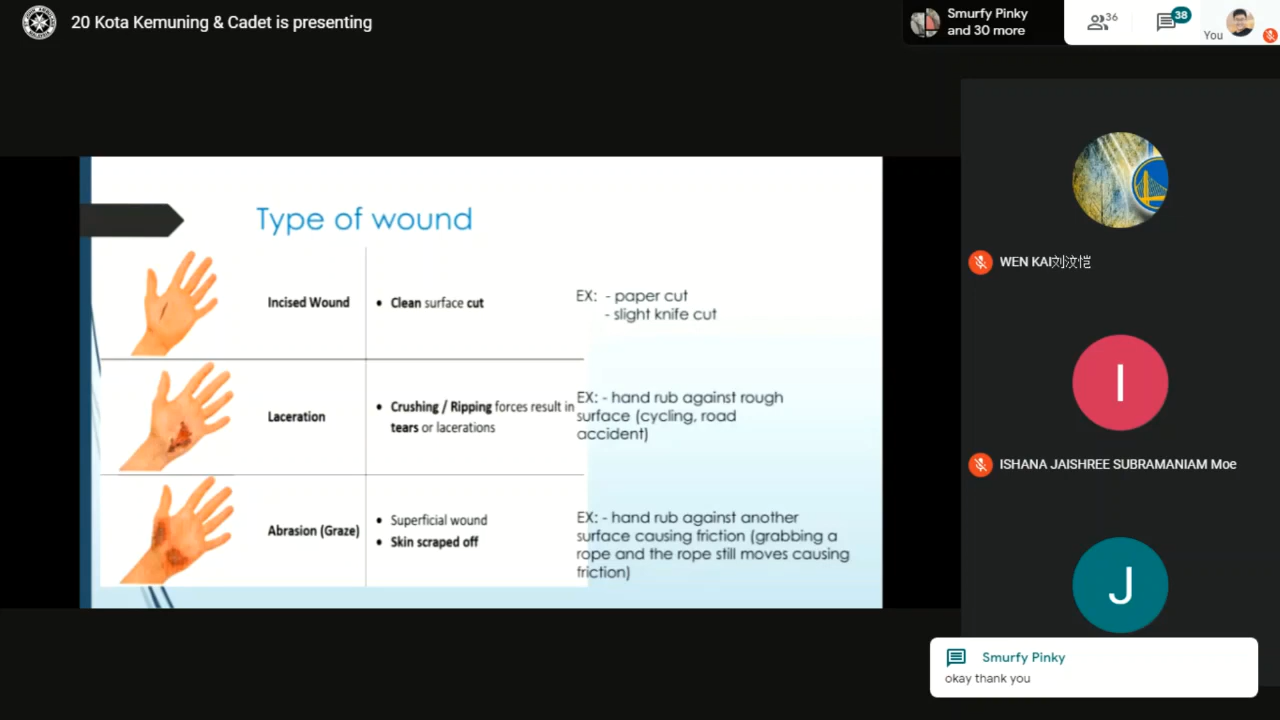 20 Kota Kemuning & Cadet is presenting
Smurfy Pinky
and 30 more
36
38
You
Type of wound
Incised Wound
• Clean surface cut
EX: - paper cut
- slight knife cut
Laceration
• Crushing / Ripping forces result in
tears or lacerations
EX: - hand rub against rough
surface (cycling, road
accident)
Abrasion (Graze)
• Superficial wound
• Skin scraped off
EX: - hand rub against another
surface causing friction (grabbing a
rope and the rope still moves causing
friction)
WEN KAI刘汶恺
I
ISHANA JAISHREE SUBRAMANIAM Moe
J
Smurfy Pinky
okay thank you